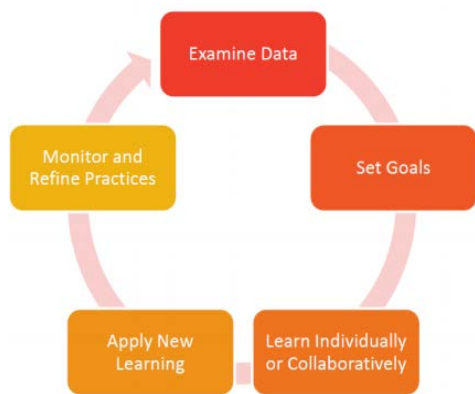 Examine Data
Set Goals
Learn Individually
or Collaboratively
Apply New
Learning
Monitor and
Refine Practices